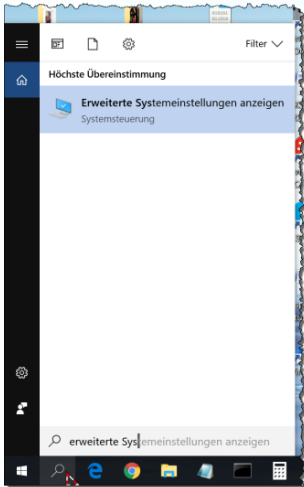 Filter
Höchste Übereinstimmung
Erweiterte Systemeinstellungen anzeigen
Systemsteuerung
erweiterte Systemeinstellungen anzeigen